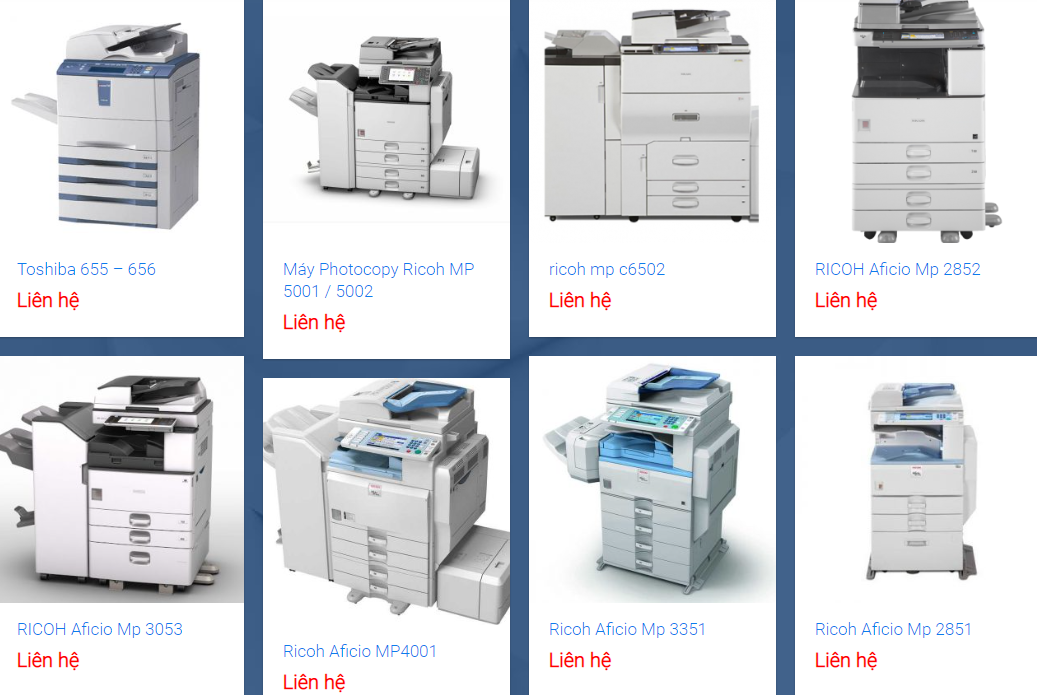 Toshiba 655 – 656
Liên hệ
Máy Photocopy Ricoh MP
5001 / 5002
Liên hệ
ricoh mp c6502
Liên hệ
RICOH Aficio Mp 2852
Liên hệ
RICOH Aficio Mp 3053
Liên hệ
Ricoh Aficio MP4001
Liên hệ
Ricoh Aficio Mp 3351
Liên hệ
Ricoh Aficio Mp 2851
Liên hệ